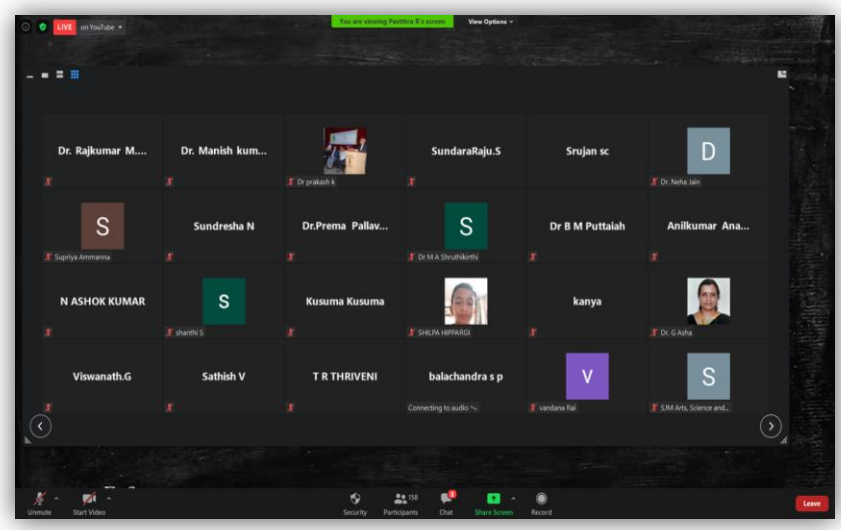 LIVE on YouTube
You are viewing Pavithra R's screen
View Options
Dr. Rajkumar M....
Dr. Manish kum...
Dr prakash k
SundaraRaju.S
Srujan sc
D
Dr. Neha Jain
S
Supriya Ammanna
Sundresha N
Dr.Prema Pallav...
S
Dr M A Shruthikirthi
Dr B M Puttaiah
Anilkumar Ana...
N ASHOK KUMAR
S
shanthi S
Kusuma Kusuma
SHILPA HIPPARGI
kanya
Dr. G Asha
Viswanath.G
Sathish V
T R THRIVENI
balachandra s p
Connecting to audio
V
vandana Rai
S
SJM Arts, Science and...
Unmute
Start Video
Security
158
Participants
3
Chat
Share Screen
Record
Leave